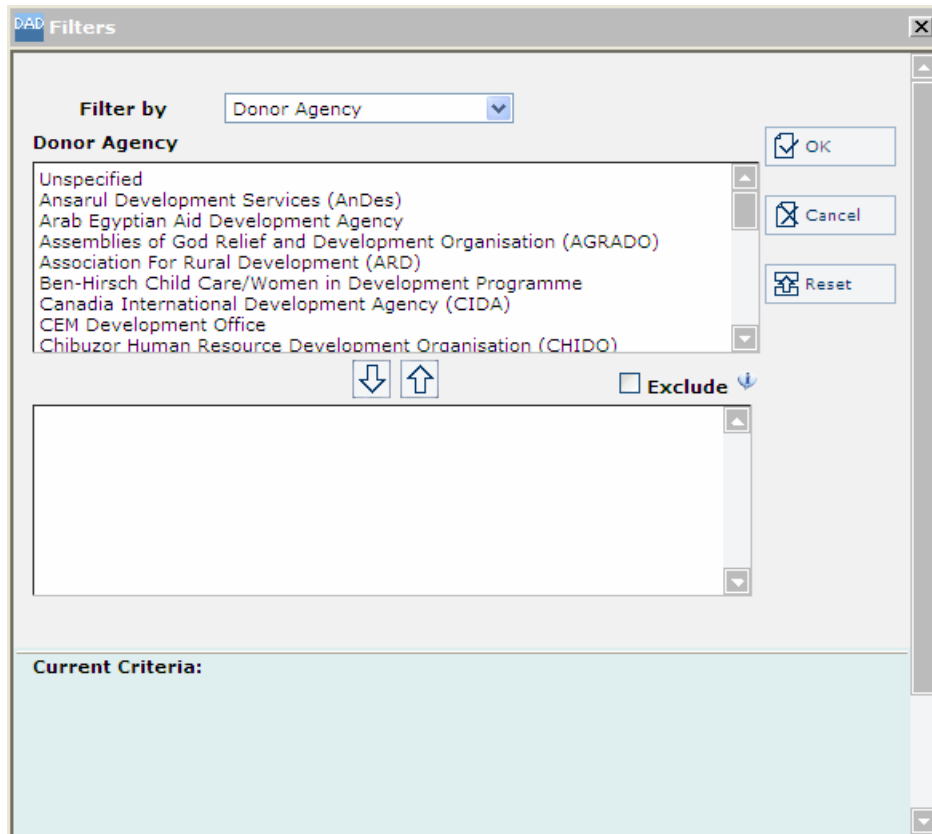 DAD Filters
Filter by Donor Agency
Donor Agency
OK
Unspecified
Ansarul Development Services (AnDes)
Arab Egyptian Aid Development Agency
Cancel
Assemblies of God Relief and Development Organisation (AGRADO)
Association For Rural Development (ARD)
Ben-Hirsch Child Care/Women in Development Programme
Reset
Canadia International Development Agency (CIDA)
CEM Development Office
Chibuzor Human Resource Development Organisation (CHIDO)
Exclude
Current Criteria: